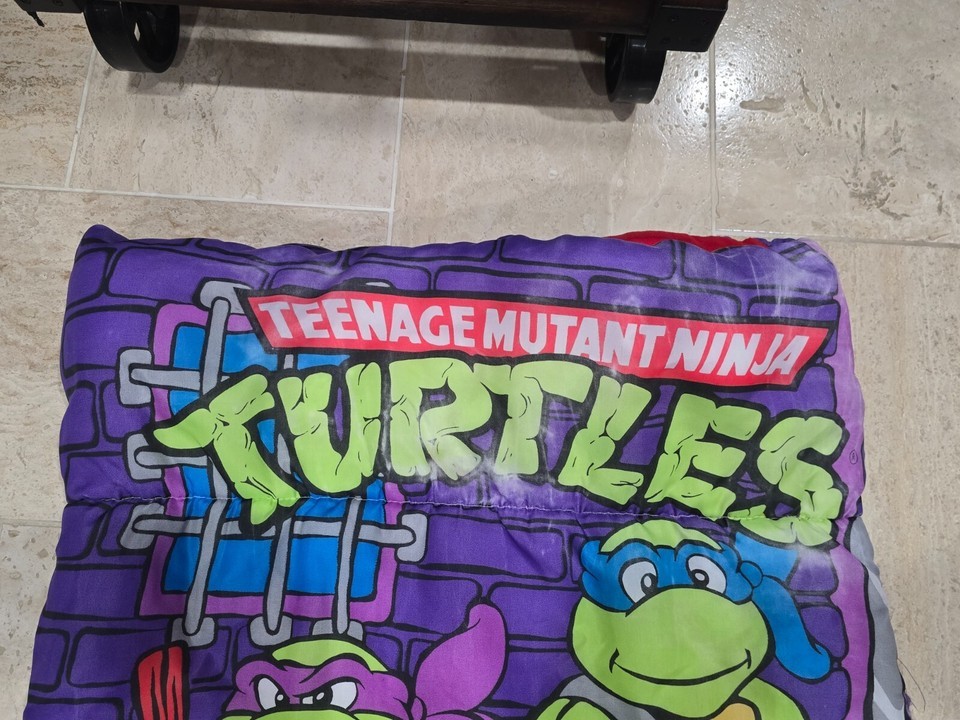 TEENAGE MUTANT NINJA
TURTLES
®